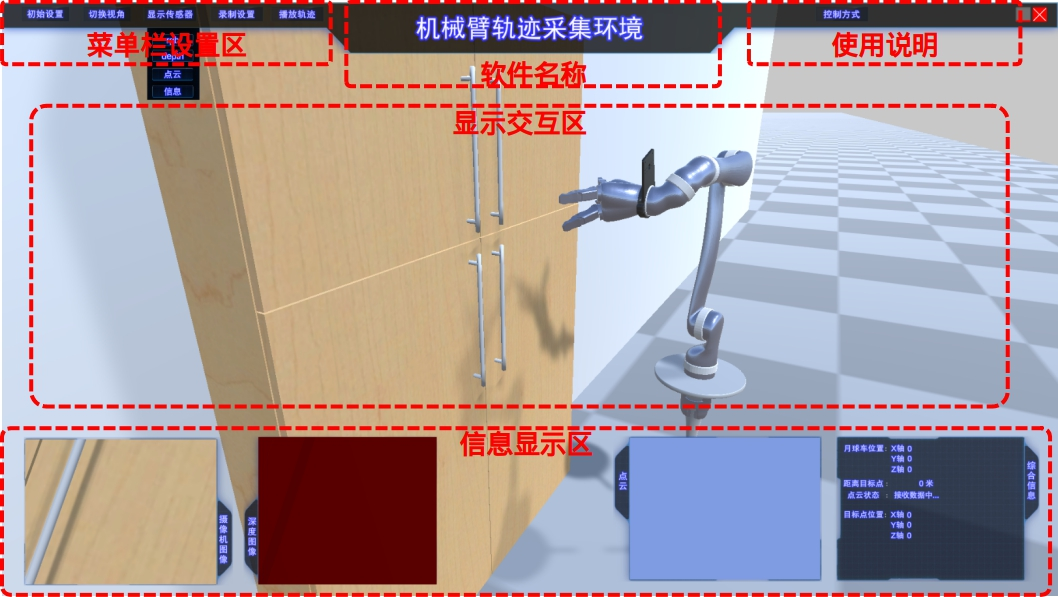 初始设置 切换视角 显示传感器 录制设置 播放轨迹
机械臂轨迹采集环境
控制方式
菜单栏设置区
使用说明
depth
点云
信息
软件名称
显示交互区
信息显示区
摄像机图像
深度图像
点云
月球车位置: X轴 0
Y轴 0
Z轴 0
距离目标点: 0 米
点云状态 : 接收数据中...
目标点位置: X轴 0
Y轴 0
Z轴 0
综合信息